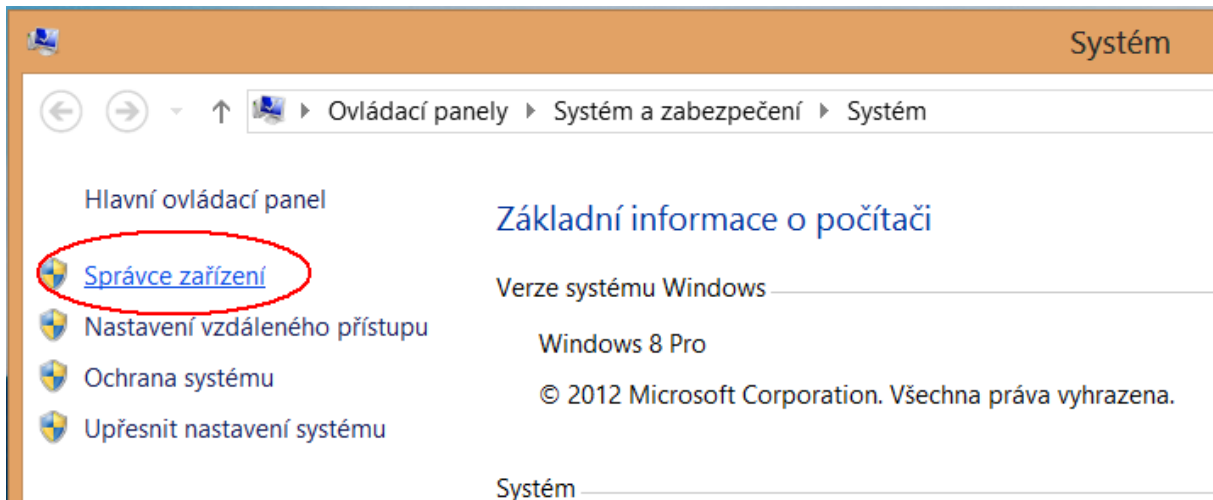 Systém
Ovládací panely Systém a zabezpečení Systém
Hlavní ovládací panel
Správce zařízení
Nastavení vzdáleného přístupu
Ochrana systému
Upřesnit nastavení systému
Základní informace o počítači
Verze systému Windows
Windows 8 Pro
© 2012 Microsoft Corporation. Všechna práva vyhrazena.
Systém